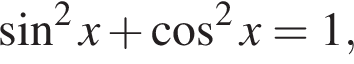 sin² x + cos² x = 1,